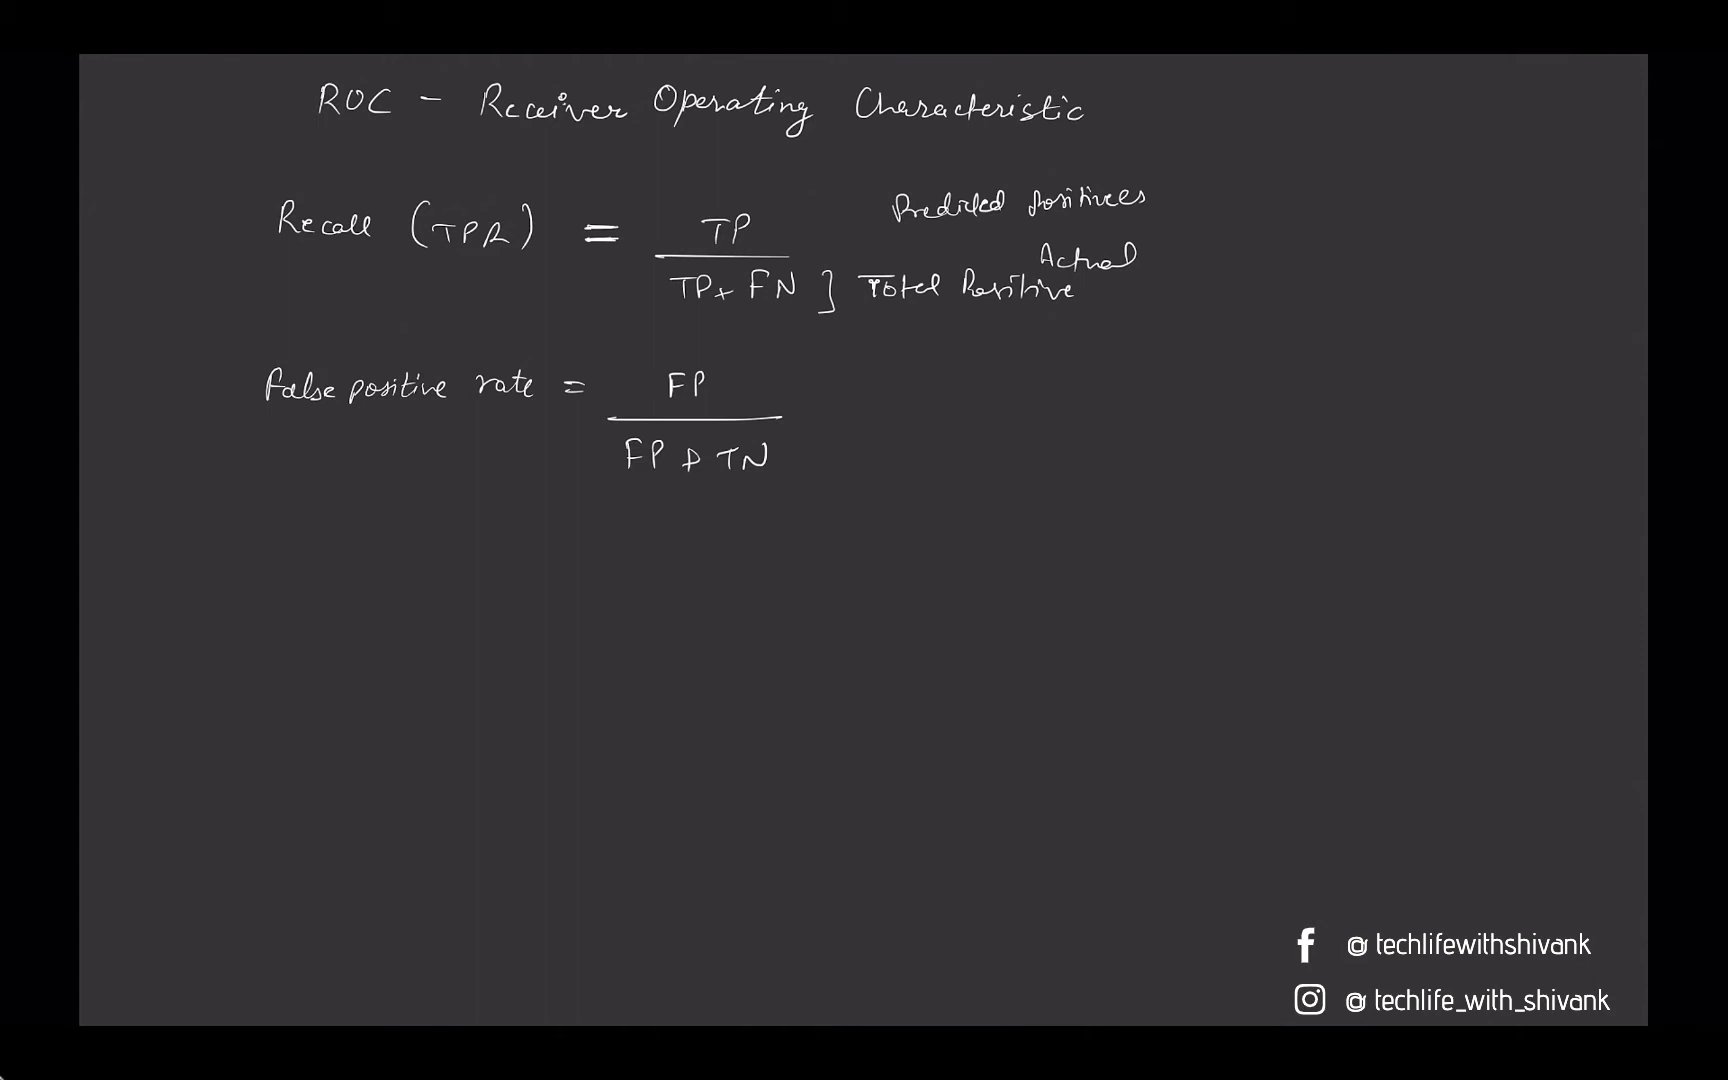 ROC - Receiver Operating Characteristic
Predicted positives
Recall (TPR) = TP
Actual
TP+ FN ] Total Positive
False positive rate = FP
FP + TN
@ techlifewithshivank
@ techlife_with_shivank